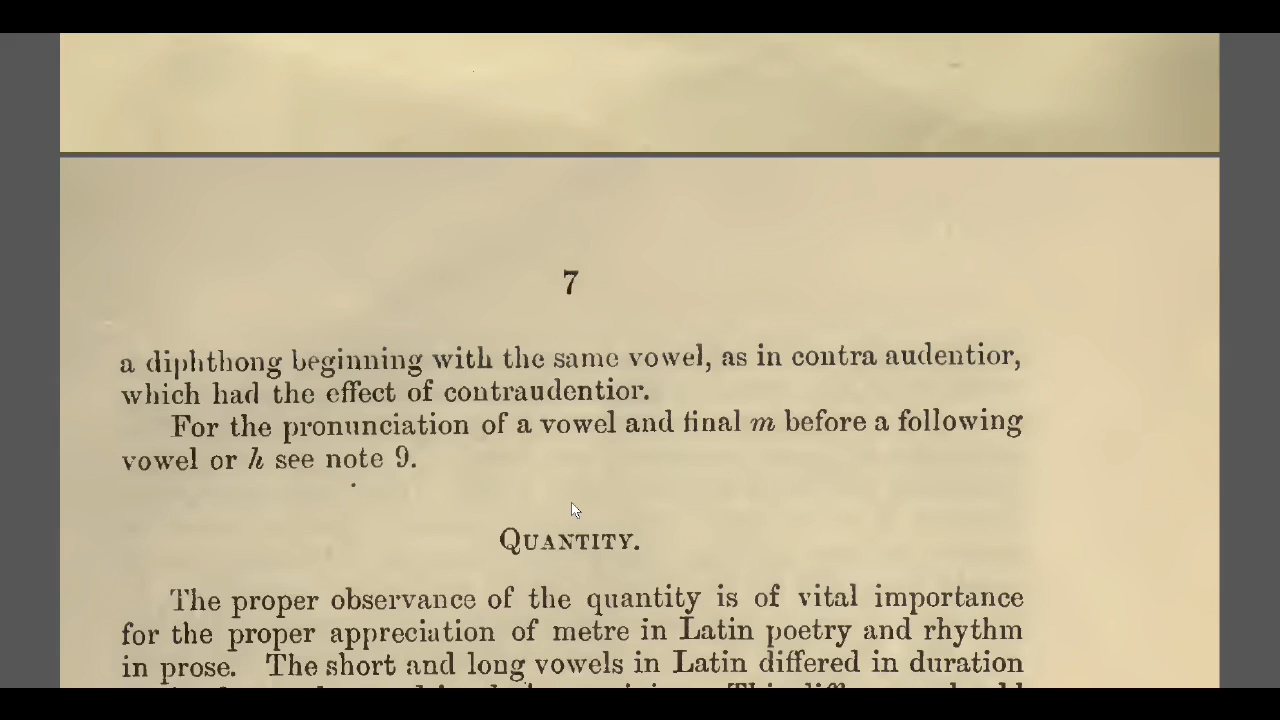 7
a diphthong beginning with the same vowel, as in contra audentior,
which had the effect of contraudentior.
For the pronunciation of a vowel and final m before a following
vowel or h see note 9.
QUANTITY.
The proper observance of the quantity is of vital importance
for the proper appreciation of metre in Latin poetry and rhythm
in prose. The short and long vowels in Latin differed in duration